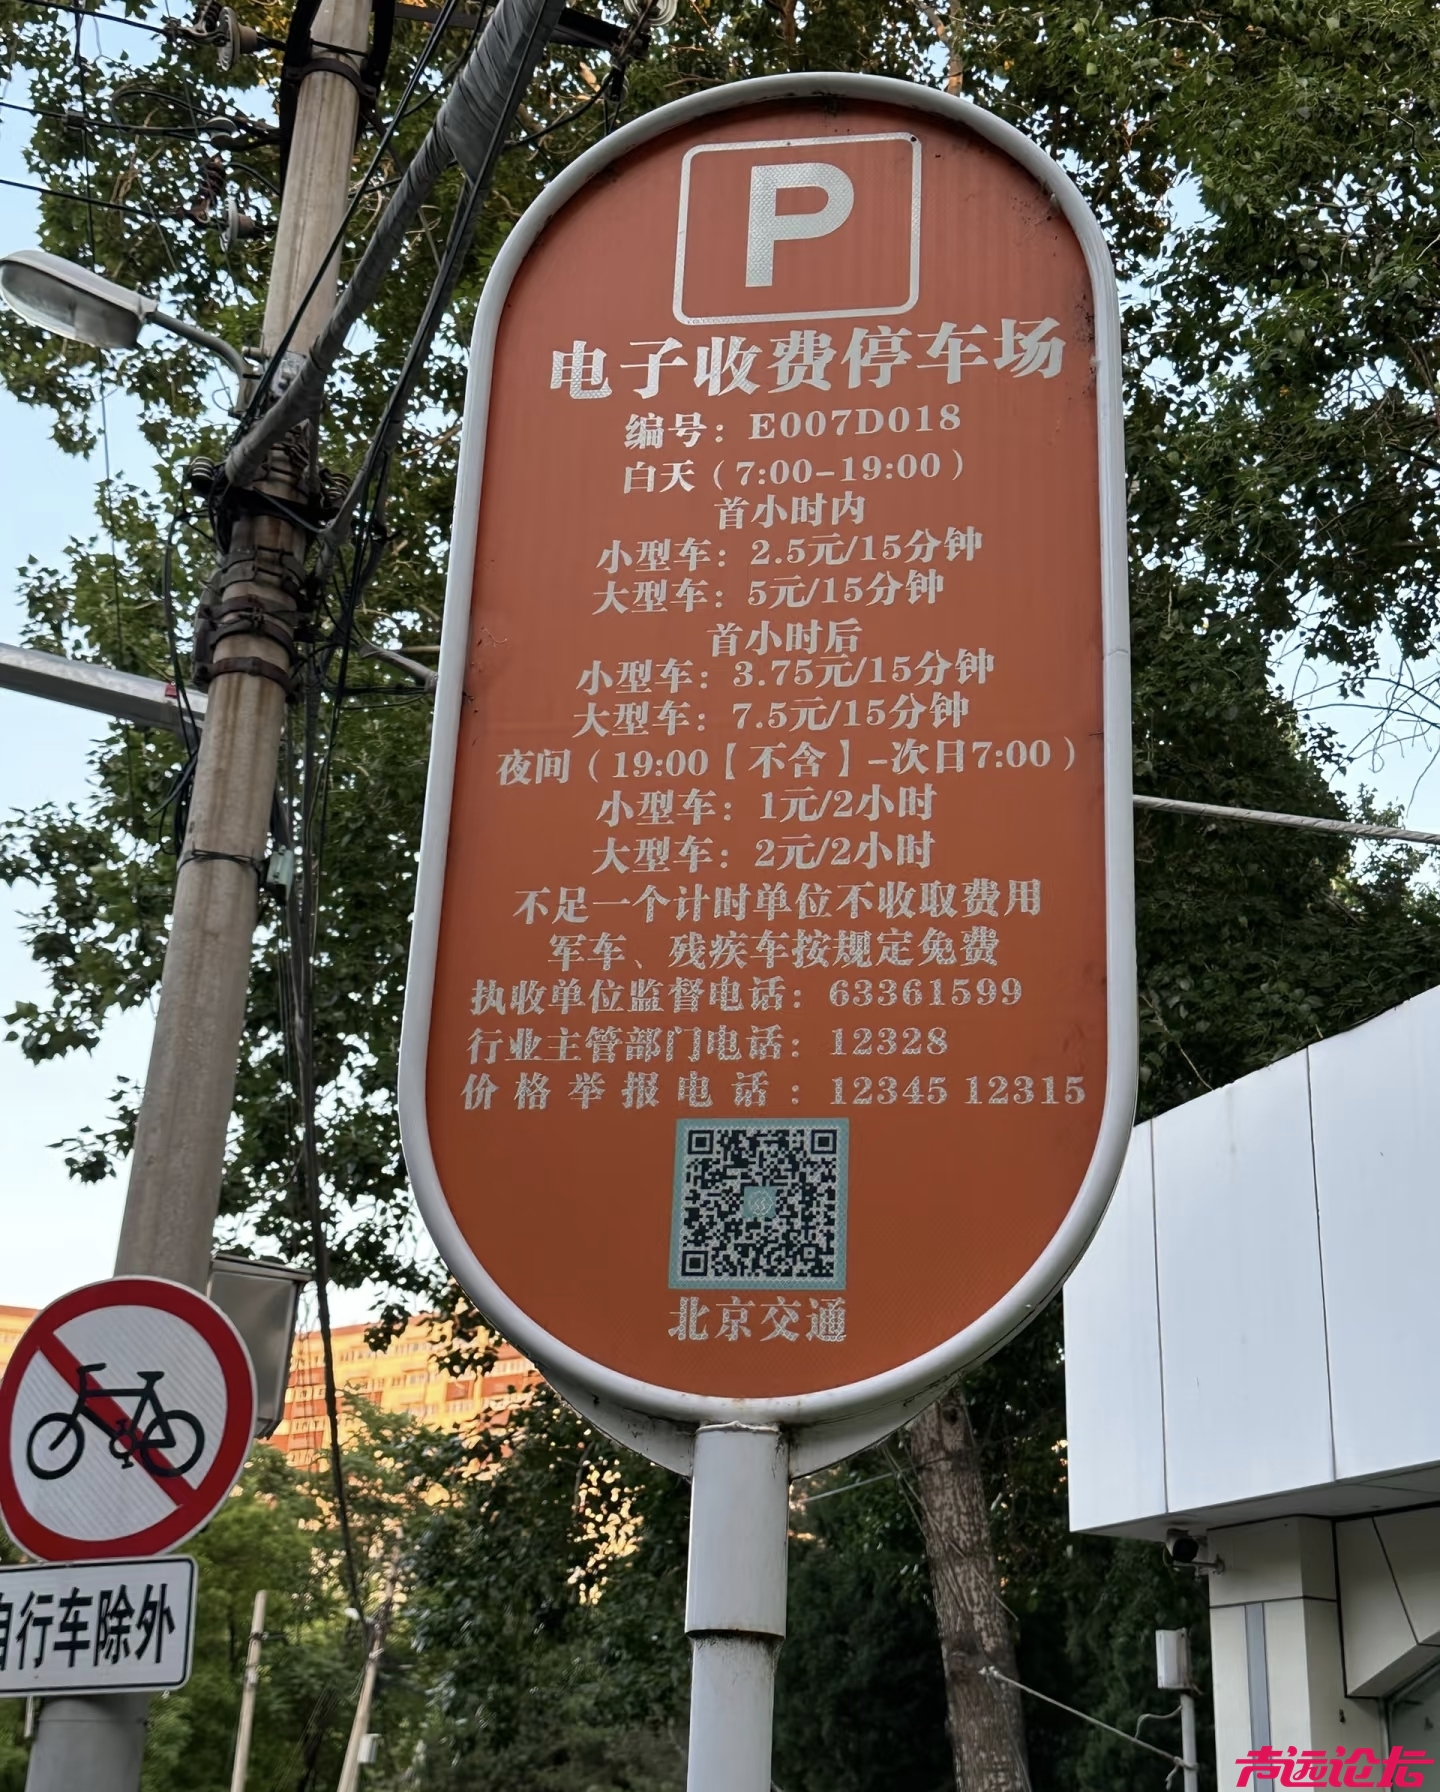 P
电子收费停车场
编号：E007D018
白天（7:00-19:00）
首小时内
小型车：2.5元/15分钟
大型车：5元/15分钟
首小时后
小型车：3.75元/15分钟
大型车：7.5元/15分钟
夜间（19:00【不含】-次日7:00）
小型车：1元/2小时
大型车：2元/2小时
不足一个计时单位不收取费用
军车、残疾车按规定免费
执收单位监督电话：63361599
行业主管部门电话：12328
价格举报电话：12345 12315
北京交通
自行车除外
声远论坛